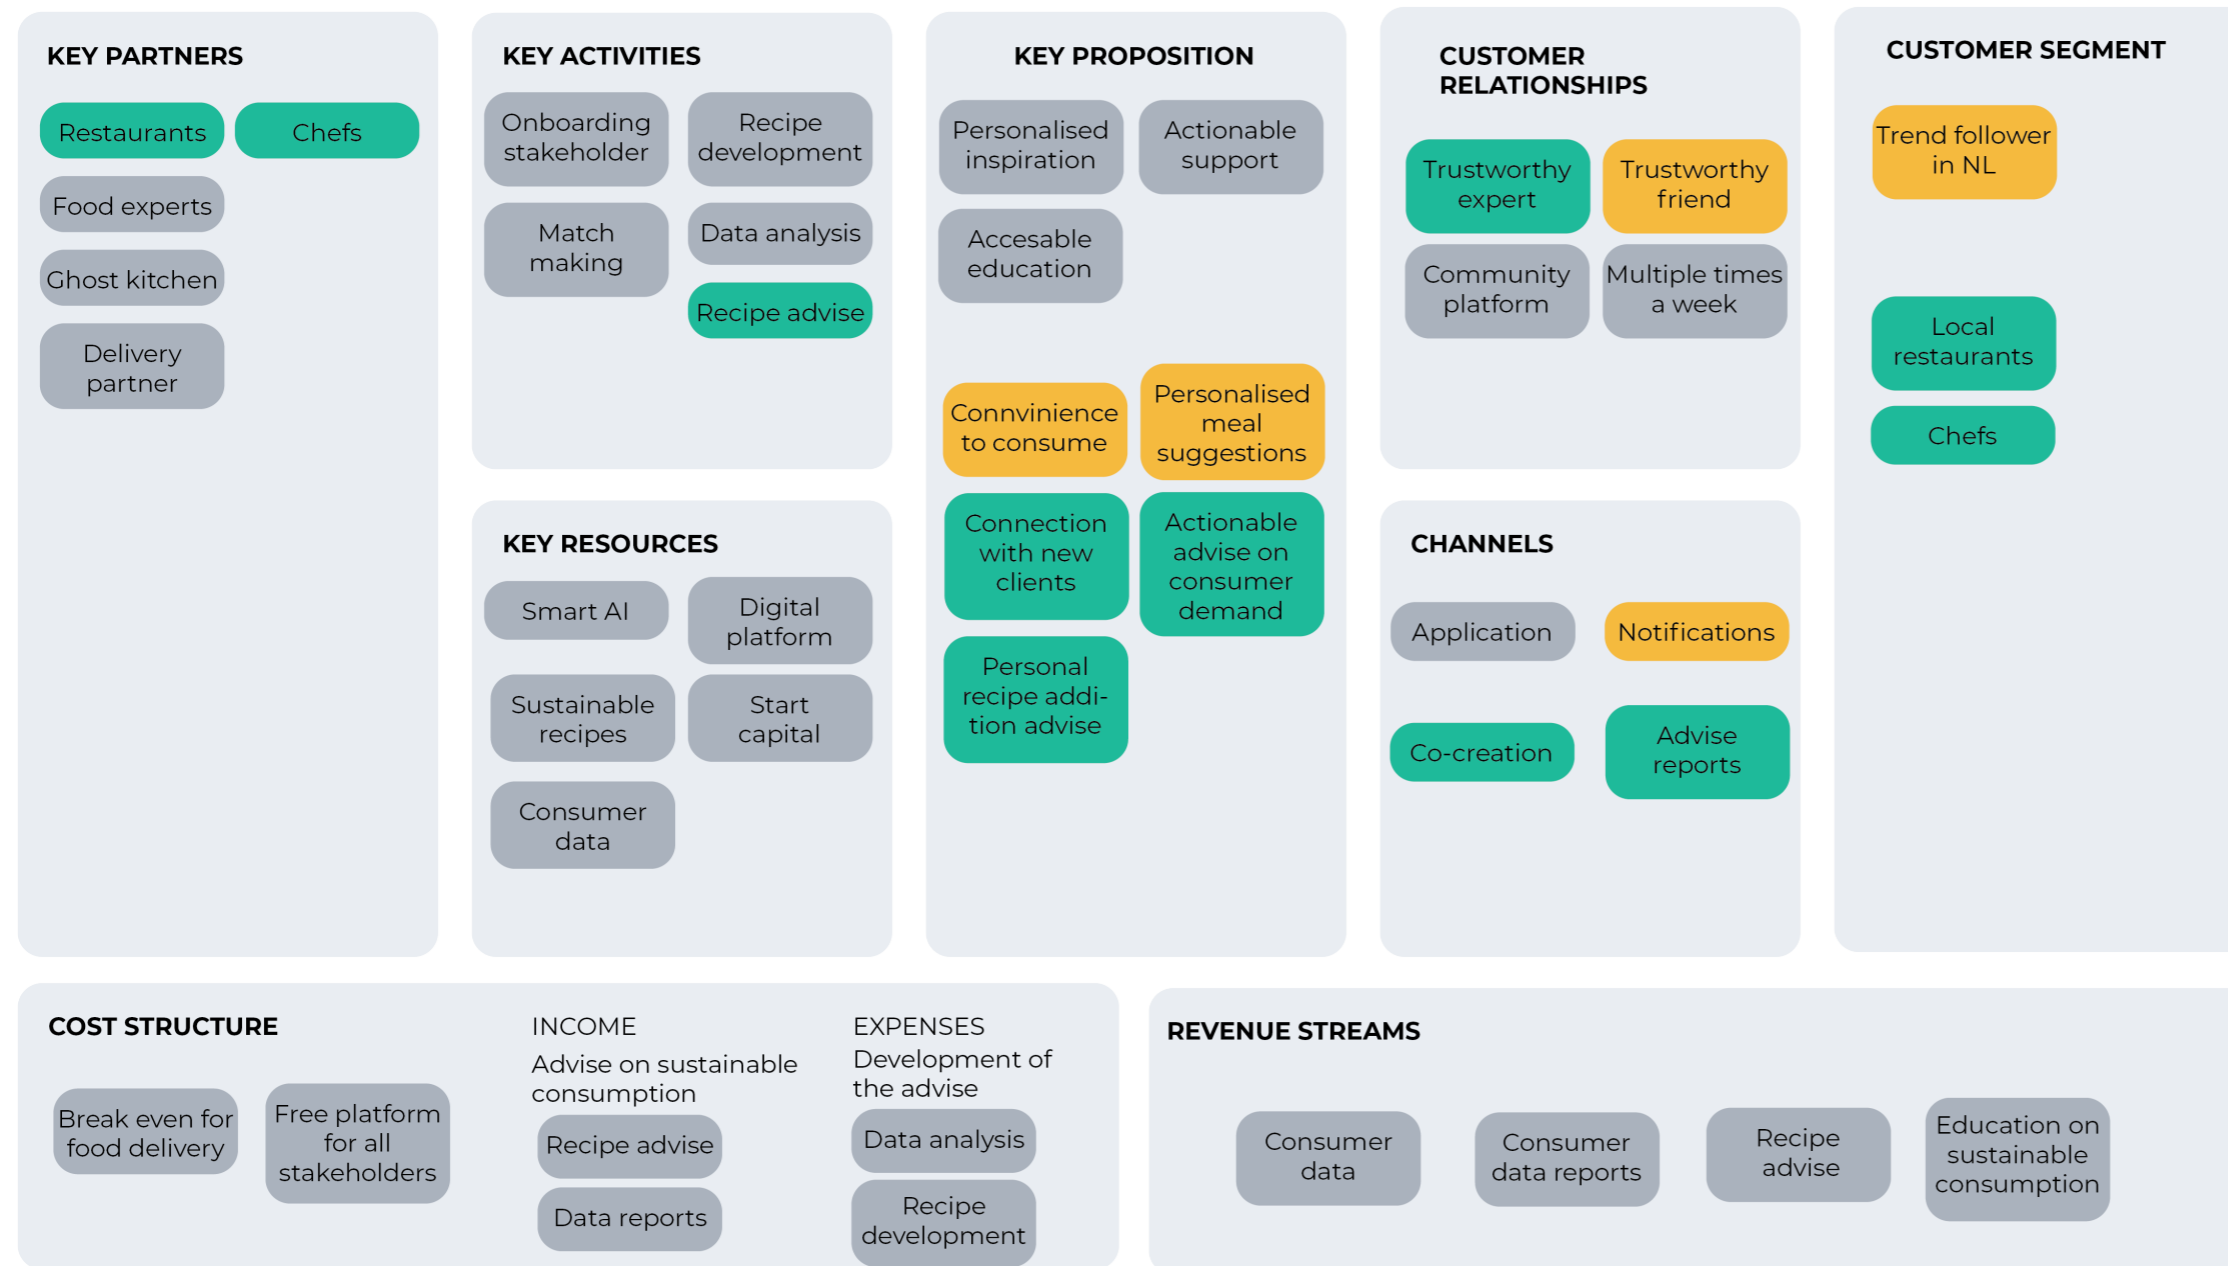 KEY PARTNERS
Restaurants
Chefs
Food experts
Ghost kitchen
Delivery
partner
KEY ACTIVITIES
Onboarding
stakeholder
Recipe
development
Match
making
Data analysis
Recipe advise
KEY RESOURCES
Smart AI
Digital
platform
Sustainable
recipes
Start
capital
Consumer
data
KEY PROPOSITION
Personalised
inspiration
Actionable
support
Accesable
education
Connvinience
to consume
Personalised
meal
suggestions
Connection
with new
clients
Actionable
advise on
consumer
demand
Personal
recipe addi-
tion advise
CUSTOMER
RELATIONSHIPS
Trustworthy
expert
Trustworthy
friend
Community
platform
Multiple times
a week
CHANNELS
Application
Notifications
Co-creation
Advise
reports
CUSTOMER SEGMENT
Trend follower
in NL
Local
restaurants
Chefs
COST STRUCTURE
Break even for
food delivery
Free platform
for all
stakeholders
INCOME
Advise on sustainable
consumption
Recipe advise
Data reports
EXPENSES
Development of
the advise
Data analysis
Recipe
development
REVENUE STREAMS
Consumer
data
Consumer
data reports
Recipe
advise
Education on
sustainable
consumption